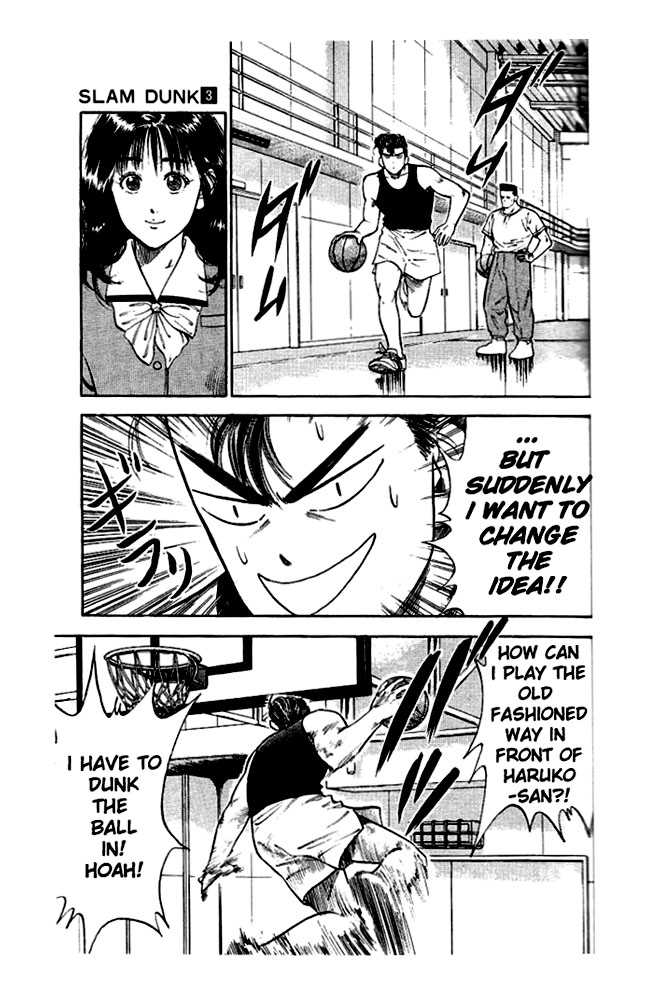 SLAM DUNK 3
ダム
ダム
...
BUT
SUDDENLY
I WANT TO
CHANGE
THE
IDEA!!
ギラリ
HOW CAN
I PLAY THE
OLD
FASHIONED
WAY IN
FRONT OF
HARUKO
-SAN?!
I HAVE TO
DUNK
THE
BALL
IN!
HOAH!